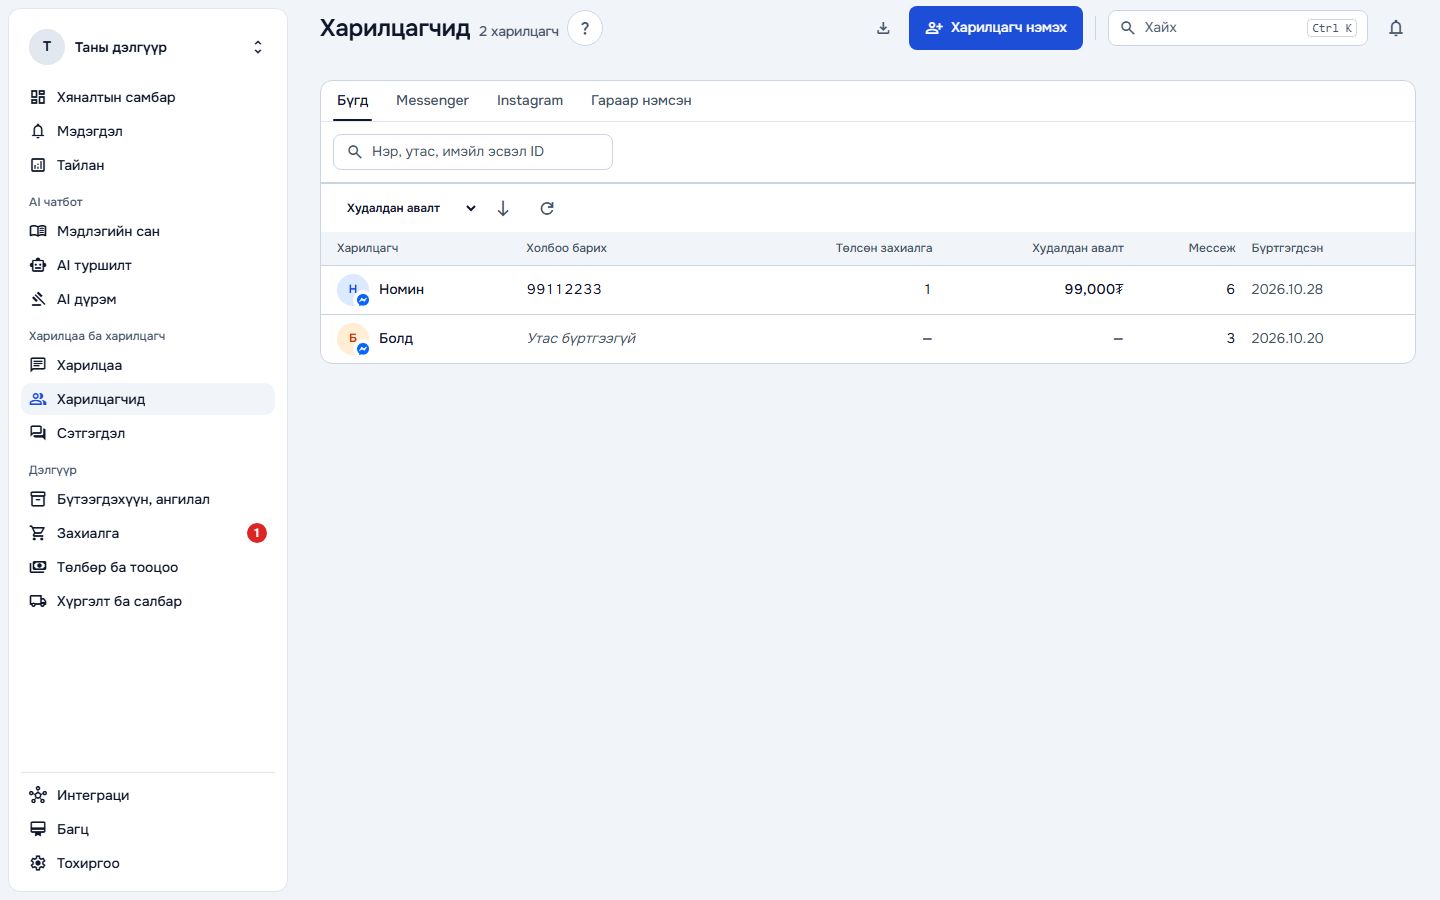 Т Таны дэлгүүр
Хяналтын самбар
Мэдэгдэл
Тайлан
AI чатбот
Мэдлэгийн сан
AI туршилт
AI дүрэм
Харилцаа ба харилцагч
Харилцаа
Харилцагчид
Сэтгэгдэл
Дэлгүүр
Бүтээгдэхүүн, ангилал
Захиалга 1
Төлбөр ба тооцоо
Хүргэлт ба салбар
Интеграци
Багц
Тохиргоо
Харилцагчид 2 харилцагч ? Харилцагч нэмэх Хайх Ctrl K
Бүгд Messenger Instagram Гараар нэмсэн
Нэр, утас, имэйл эсвэл ID
Худалдан авалт
Харилцагч Холбоо барих Төлсөн захиалга Худалдан авалт Мессеж Бүртгэгдсэн
Н Номин 99112233 1 99,000₮ 6 2026.10.28
Б Болд Утас бүртгээгүй – – 3 2026.10.20